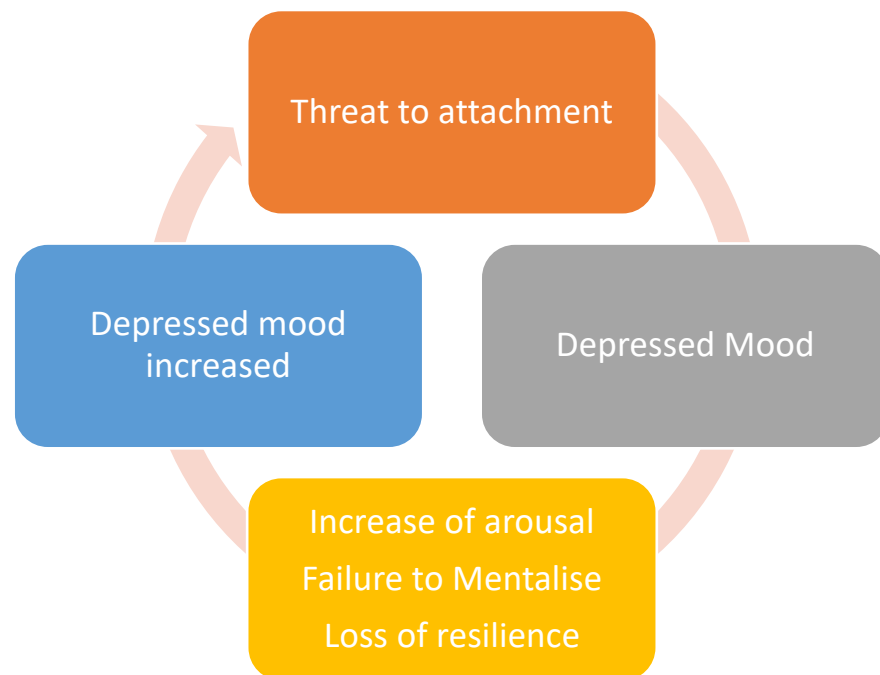 Threat to attachment
Depressed Mood
Increase of arousal
Failure to Mentalise
Loss of resilience
Depressed mood
increased